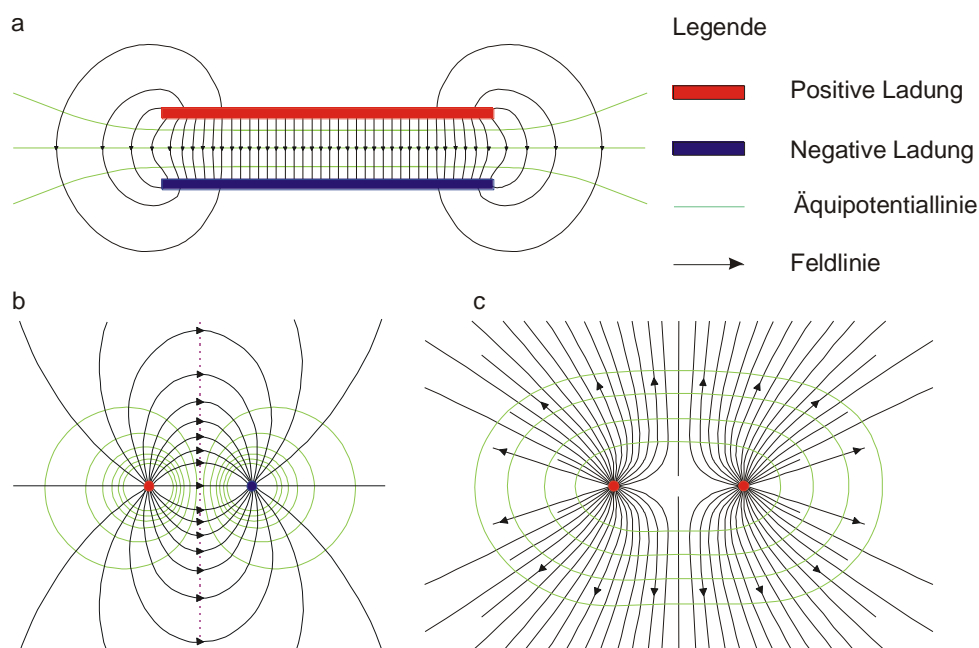 a
Legende
Positive Ladung
Negative Ladung
Äquipotentiallinie
Feldlinie
b
c